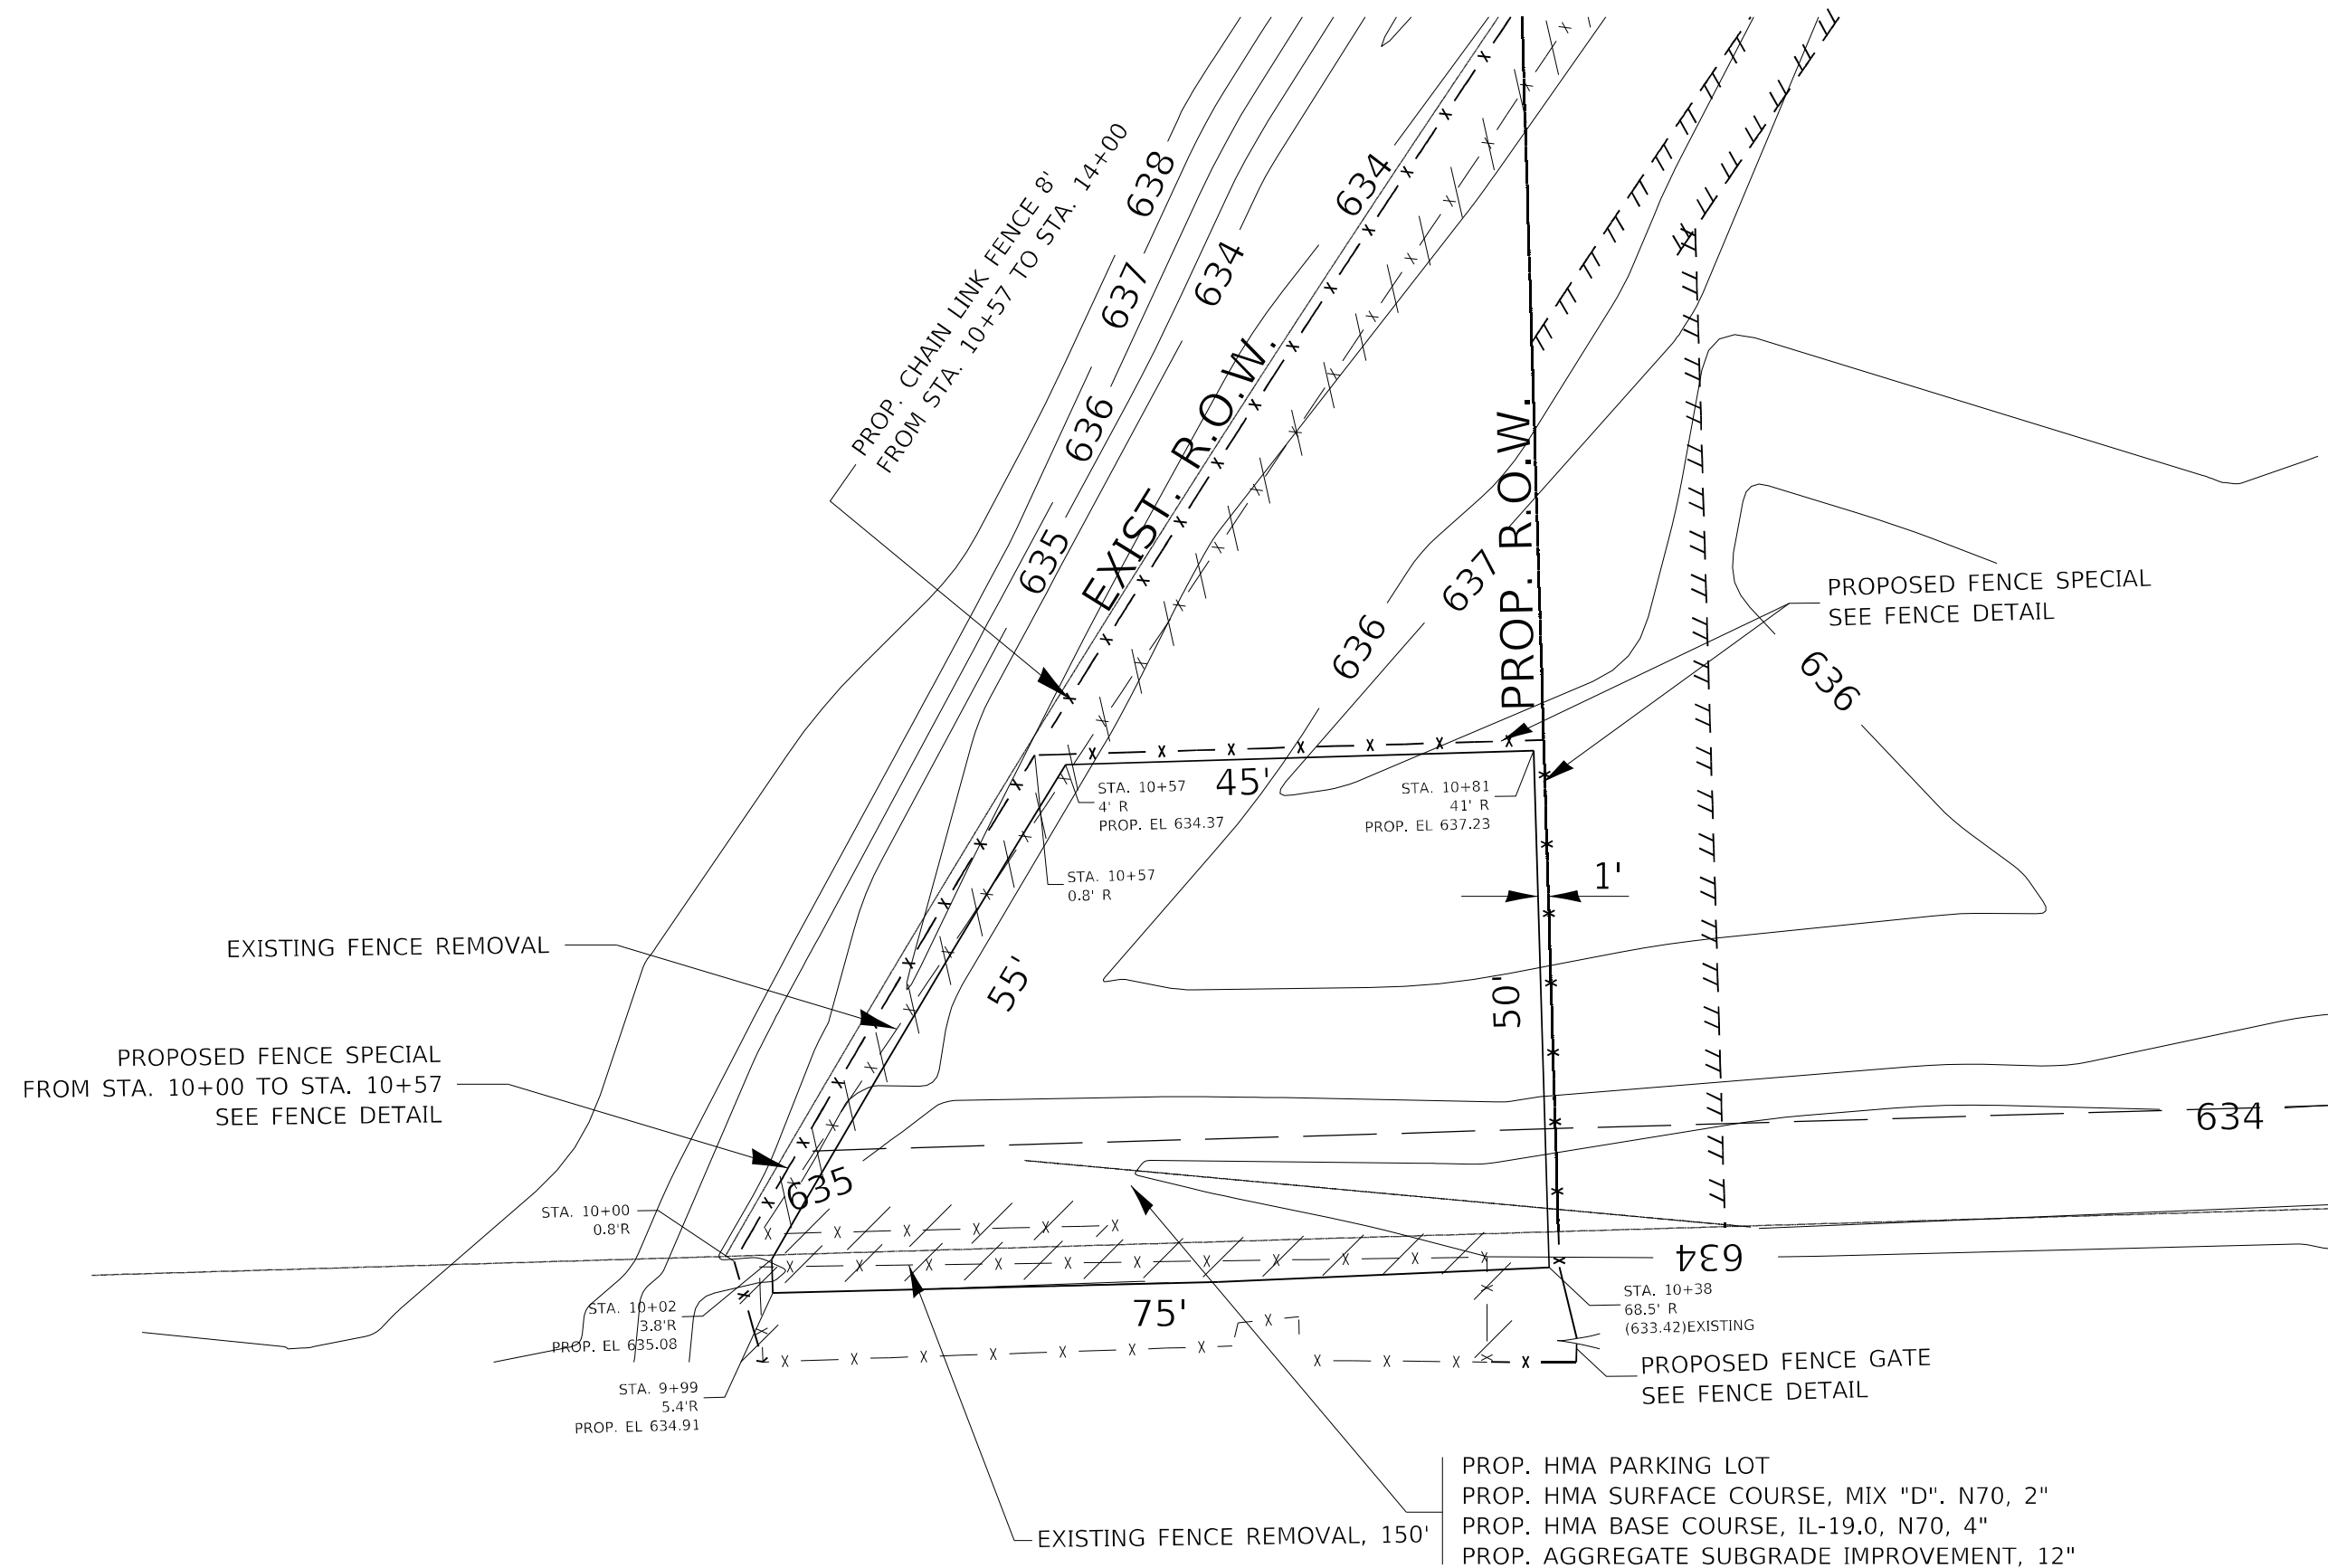 PROP. CHAIN LINK FENCE 8'
FROM STA. 10+57 TO STA. 14+00
638
637
636
635
634
634
EXIST. R.O.W.
PROP. R.O.W.
636
637
PROPOSED FENCE SPECIAL
SEE FENCE DETAIL
636
45'
STA. 10+57
4' R
PROP. EL 634.37
STA. 10+81
41' R
PROP. EL 637.23
STA. 10+57
0.8' R
1'
EXISTING FENCE REMOVAL
55'
50'
PROPOSED FENCE SPECIAL
FROM STA. 10+00 TO STA. 10+57
SEE FENCE DETAIL
634
635
STA. 10+00
0.8'R
634
STA. 10+02
3.8'R
PROP. EL 635.08
75'
STA. 10+38
68.5' R
(633.42)EXISTING
STA. 9+99
5.4'R
PROP. EL 634.91
PROPOSED FENCE GATE
SEE FENCE DETAIL
EXISTING FENCE REMOVAL, 150'
PROP. HMA PARKING LOT
PROP. HMA SURFACE COURSE, MIX "D". N70, 2"
PROP. HMA BASE COURSE, IL-19.0, N70, 4"
PROP. AGGREGATE SUBGRADE IMPROVEMENT, 12"